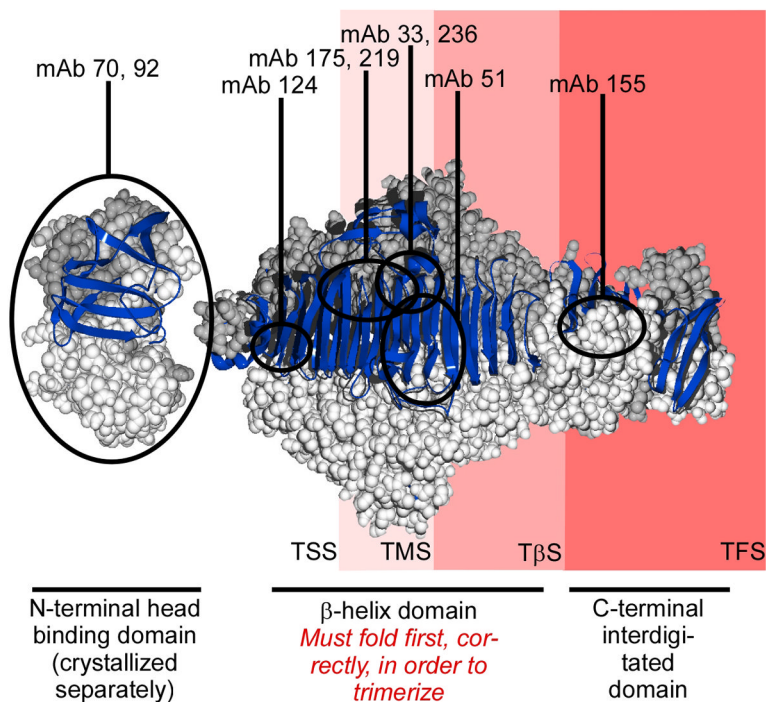 mAb 33, 236
mAb 175, 219
mAb 70, 92
mAb 124
mAb 51
mAb 155
TSS
TMS
TβS
TFS
N-terminal head
binding domain
(crystallized
separately)
β-helix domain
Must fold first, cor-
rectly, in order to
trimerize
C-terminal
interdigi-
tated
domain